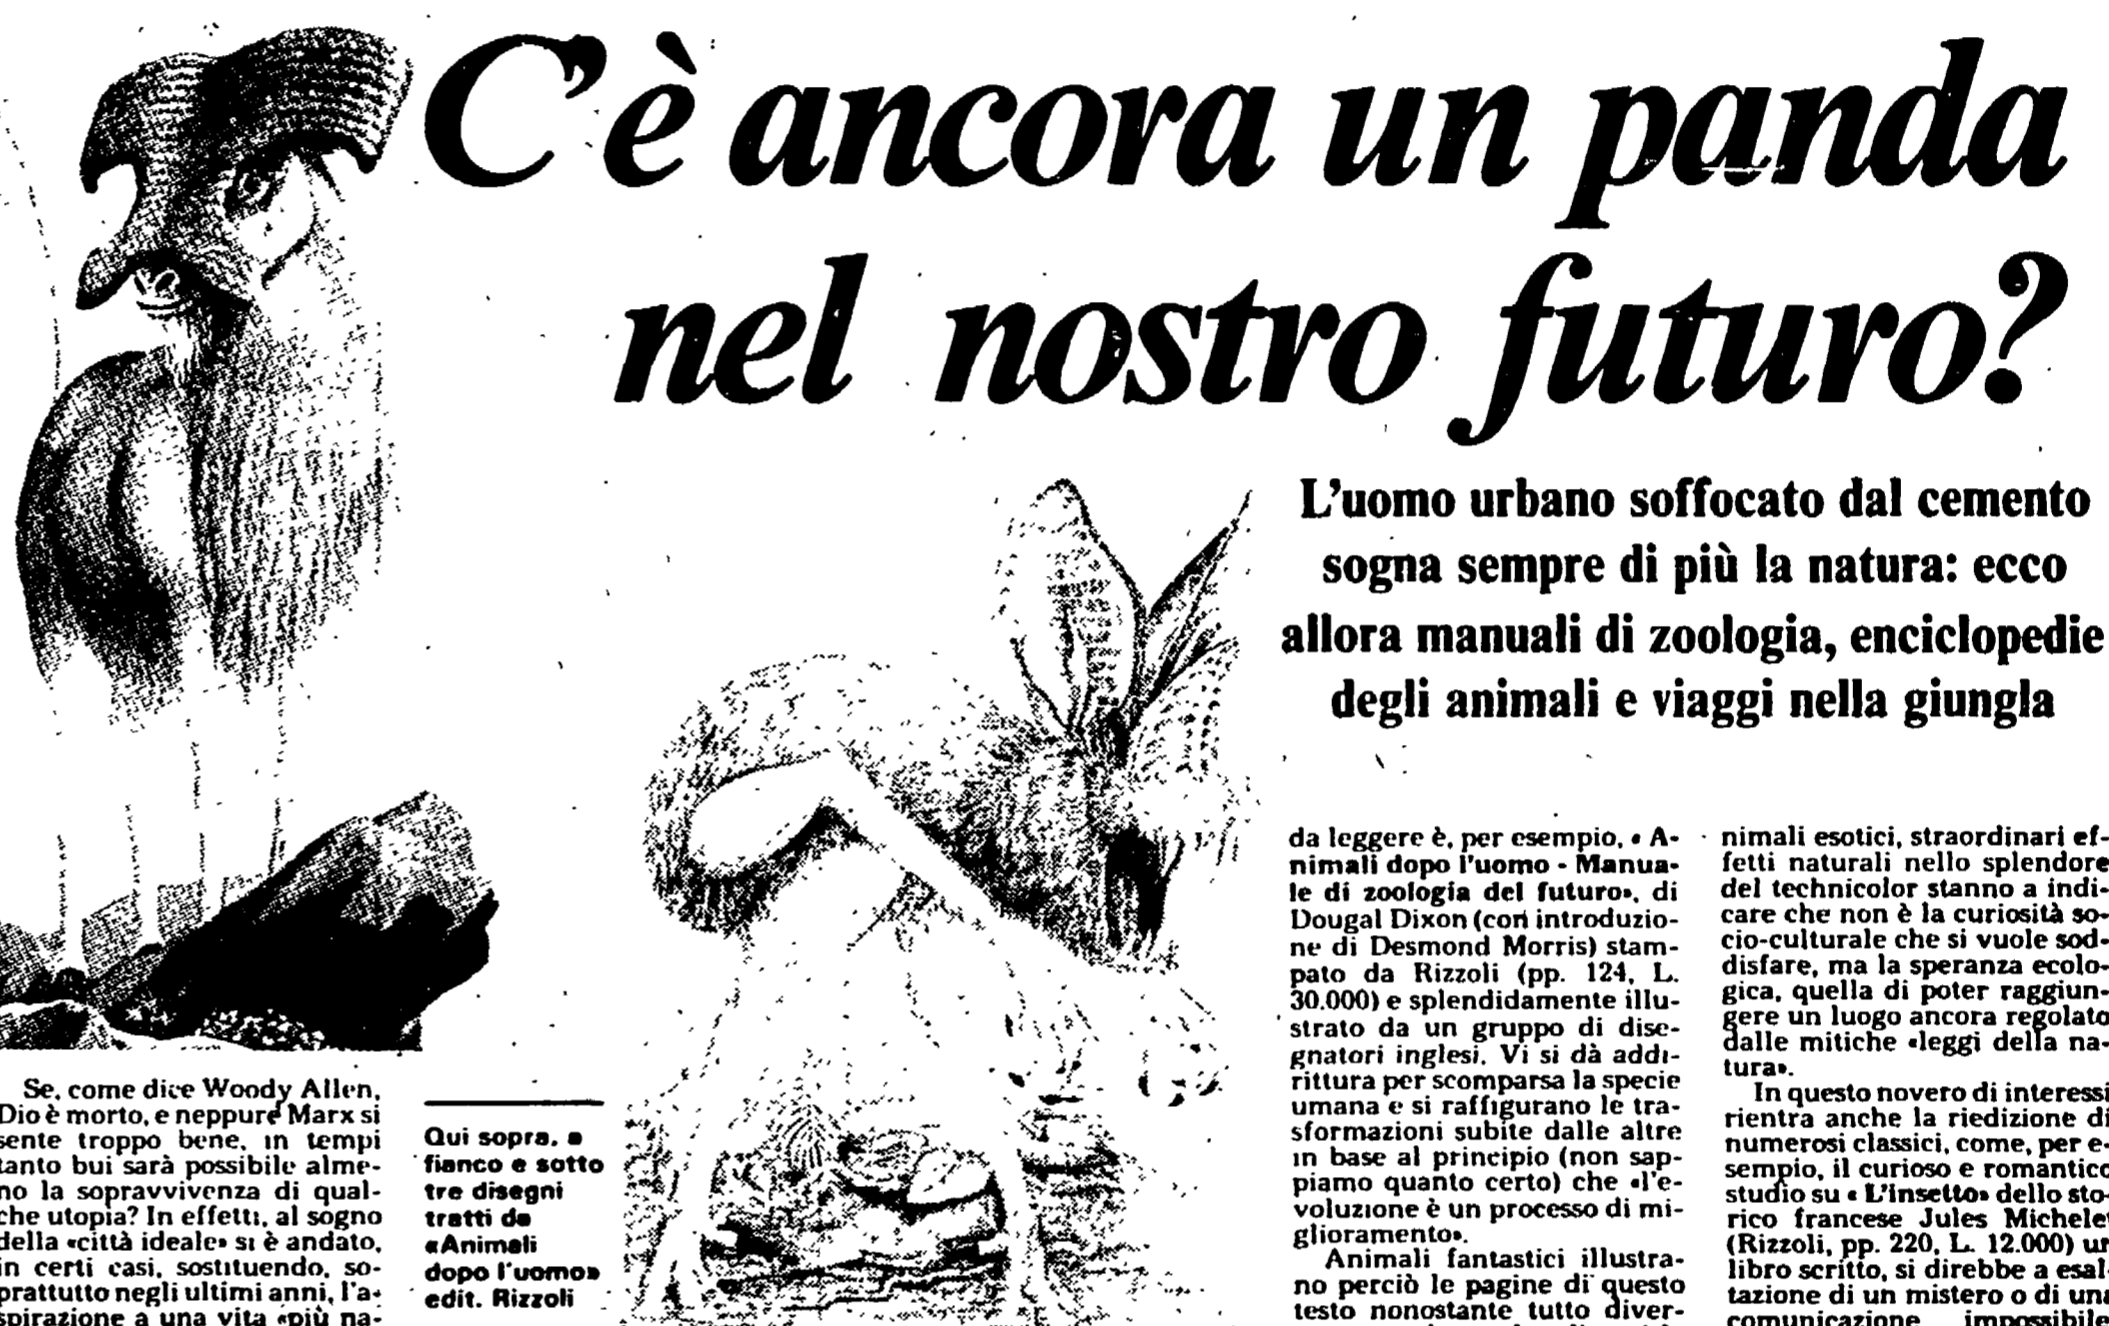 C'è ancora un panda
nel nostro futuro?
L'uomo urbano soffocato dal cemento
sogna sempre di più la natura: ecco
allora manuali di zoologia, enciclopedie
degli animali e viaggi nella giungla
Se, come dice Woody Allen,
Dio è morto, e neppure Marx si
sente troppo bene, in tempi
tanto bui sarà possibile alme-
no la sopravvivenza di qual-
che utopia? In effetti, al sogno
della «città ideale» si è andato,
in certi casi, sostituendo, so-
prattutto negli ultimi anni, l'a-
spirazione a una vita «più na-
Qui sopra, a
fianco e sotto
tre disegni
tratti da
«Animali
dopo l'uomo»
edit. Rizzoli
da leggere è, per esempio, «A-
nimali dopo l'uomo - Manua-
le di zoologia del futuro», di
Dougal Dixon (con introduzio-
ne di Desmond Morris) stam-
pato da Rizzoli (pp. 124, L.
30.000) e splendidamente illu-
strato da un gruppo di dise-
gnatori inglesi. Vi si dà addi-
rittura per scomparsa la specie
umana e si raffigurano le tra-
sformazioni subite dalle altre
in base al principio (non sap-
piamo quanto certo) che «l'e-
voluzione è un processo di mi-
glioramento».
Animali fantastici illustra-
no perciò le pagine di questo
testo nonostante tutto diver-
nimali esotici, straordinari ef-
fetti naturali nello splendore
del technicolor stanno a indi-
care che non è la curiosità so-
cio-culturale che si vuole sod-
disfare, ma la speranza ecolo-
gica, quella di poter raggiun-
gere un luogo ancora regolato
dalle mitiche «leggi della na-
tura».
In questo novero di interessi
rientra anche la riedizione di
numerosi classici, come, per e-
sempio, il curioso e romantico
studio su «L'insetto» dello sto-
rico francese Jules Michelet
(Rizzoli, pp. 220, L. 12.000) un
libro scritto, si direbbe a esal-
tazione di un mistero o di una
comunicazione impossibile